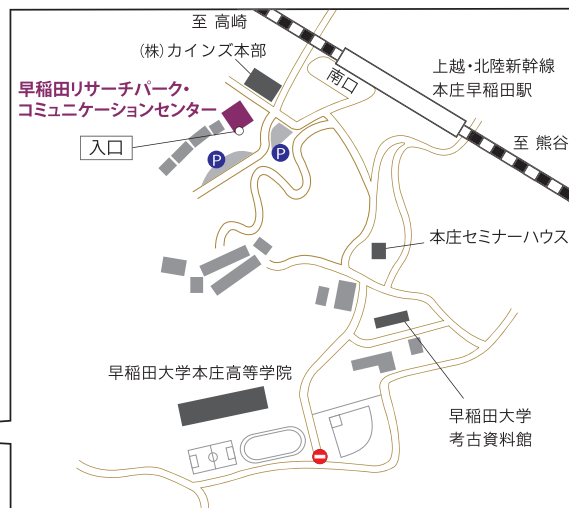 至 高崎
(株)カインズ本部
南口
上越・北陸新幹線
本庄早稲田駅
早稲田リサーチパーク・
コミュニケーションセンター
至 熊谷
入口
P
P
本庄セミナーハウス
早稲田大学本庄高等学院
早稲田大学
考古資料館